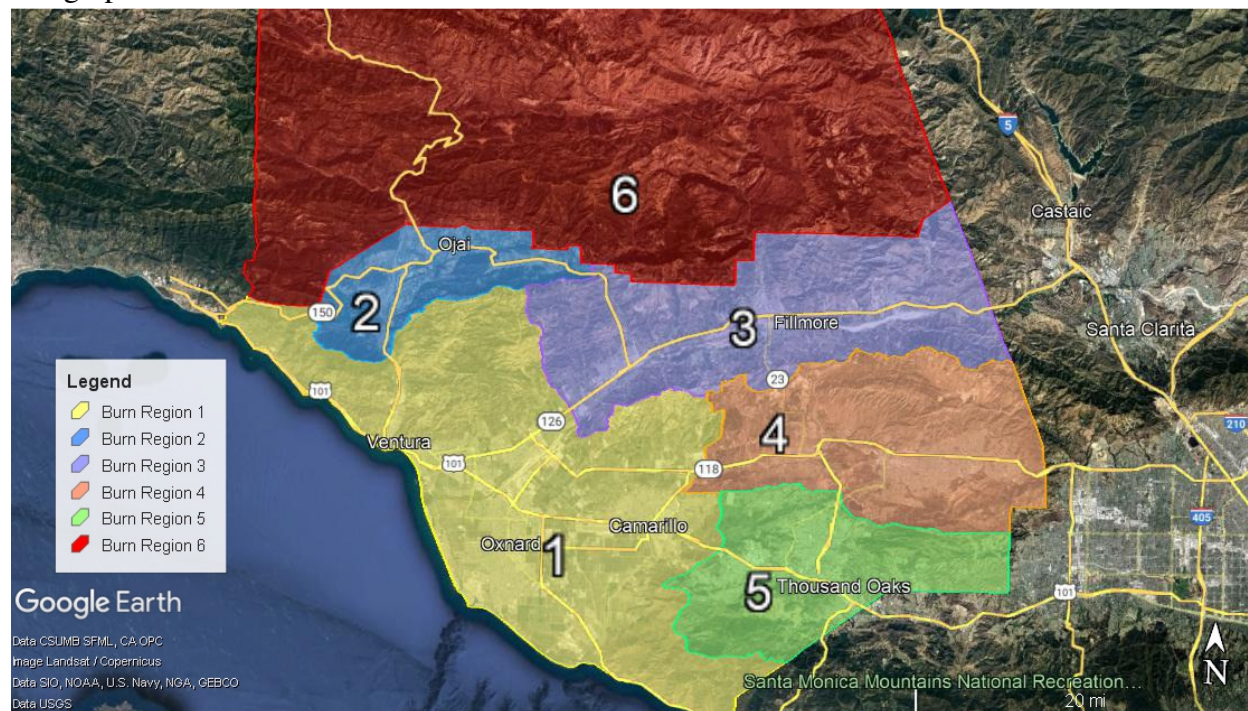 6
5
Castaic
Ojai
150
2
3
Fillmore
Santa Clarita
23
Legend
Burn Region 1
Burn Region 2
Burn Region 3
Burn Region 4
Burn Region 5
Burn Region 6
101
126
4
210
Ventura
101
118
405
Camarillo
Oxnard
1
5
Thousand Oaks
101
Google Earth
Data CSUMB SFML, CA OPC
Image Landsat / Copernicus
Data SIO, NOAA, U.S. Navy, NGA, GEBCO
Data USGS
Santa Monica Mountains National Recreation...
20 mi
N